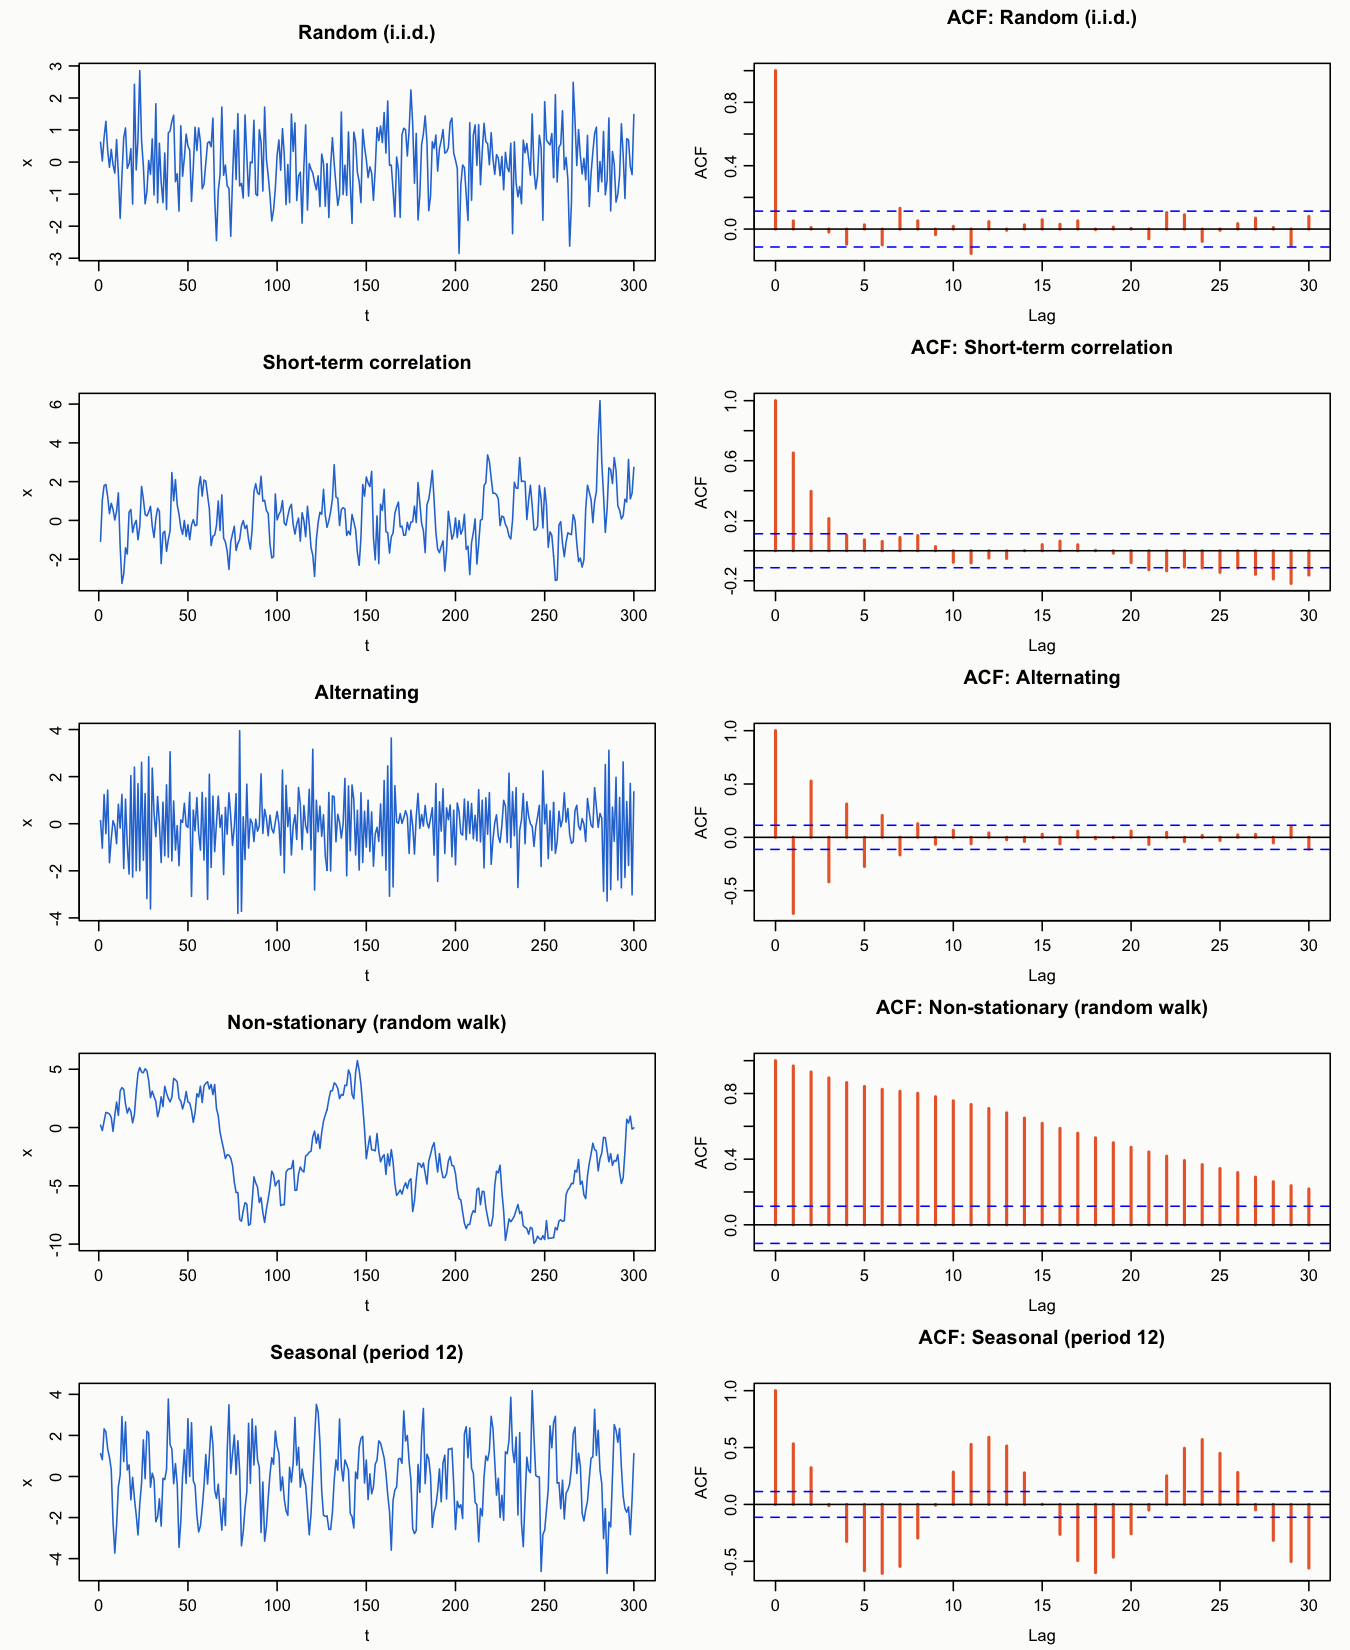 Random (i.i.d.)
x
3
2
1
0
-1
-2
-3
0 50 100 150 200 250 300
t
ACF: Random (i.i.d.)
ACF
0.8
0.4
0.0
0 5 10 15 20 25 30
Lag
Short-term correlation
x
6
4
2
0
-2
0 50 100 150 200 250 300
t
ACF: Short-term correlation
ACF
1.0
0.6
0.2
-0.2
0 5 10 15 20 25 30
Lag
Alternating
x
4
2
0
-2
-4
0 50 100 150 200 250 300
t
ACF: Alternating
ACF
1.0
0.5
0.0
-0.5
0 5 10 15 20 25 30
Lag
Non-stationary (random walk)
x
5
0
-5
-10
0 50 100 150 200 250 300
t
ACF: Non-stationary (random walk)
ACF
0.8
0.4
0.0
0 5 10 15 20 25 30
Lag
Seasonal (period 12)
x
4
2
0
-2
-4
0 50 100 150 200 250 300
t
ACF: Seasonal (period 12)
ACF
1.0
0.5
0.0
-0.5
0 5 10 15 20 25 30
Lag